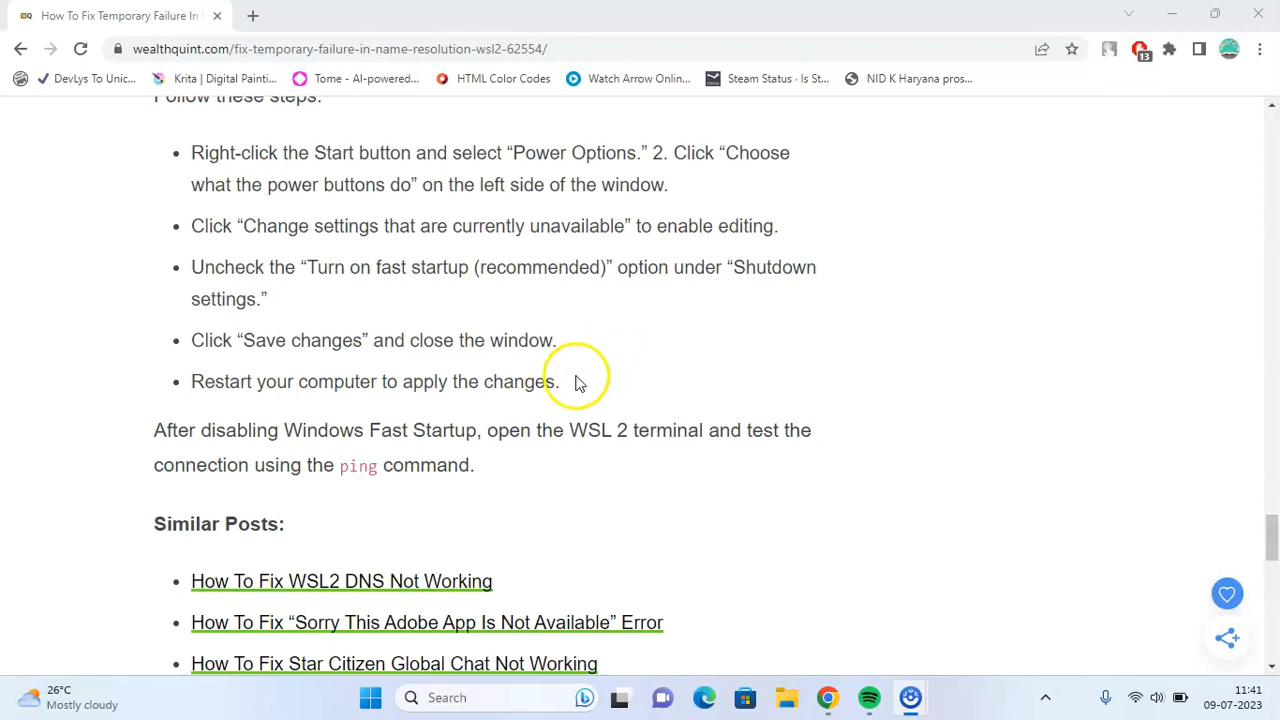 How To Fix Temporary Failure In
wealthquint.com/fix-temporary-failure-in-name-resolution-wsl2-62554/
13
DevLys To Unic...
Krita | Digital Painti...
Tome - AI-powered...
HTML Color Codes
Watch Arrow Onlin...
Steam Status · Is St...
NID K Haryana pros...
Follow these steps:
• Right-click the Start button and select “Power Options.” 2. Click “Choose
what the power buttons do” on the left side of the window.
• Click “Change settings that are currently unavailable” to enable editing.
• Uncheck the “Turn on fast startup (recommended)” option under “Shutdown
settings.”
• Click “Save changes” and close the window.
• Restart your computer to apply the changes.
After disabling Windows Fast Startup, open the WSL 2 terminal and test the
connection using the ping command.
Similar Posts:
• How To Fix WSL2 DNS Not Working
• How To Fix “Sorry This Adobe App Is Not Available” Error
• How To Fix Star Citizen Global Chat Not Working
26°C
Mostly cloudy
Search
11:41
09-07-2023